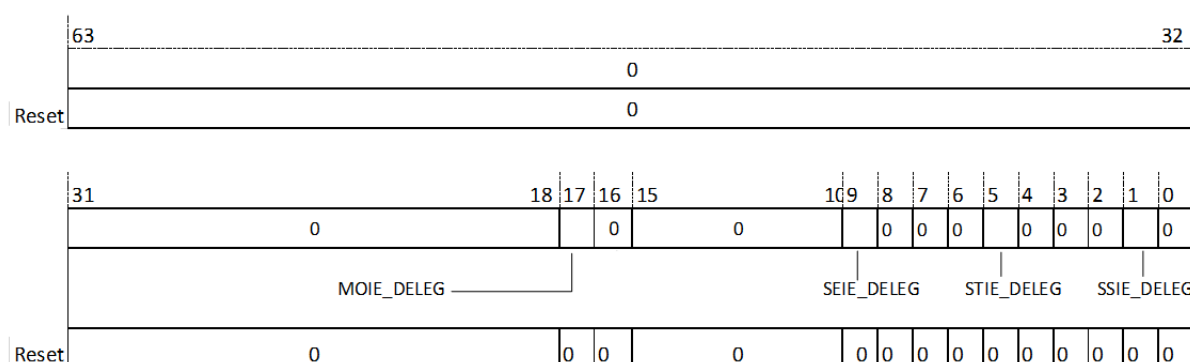 63 32
0
Reset 0
31 18 17 16 15 10 9 8 7 6 5 4 3 2 1 0
0 0 0 0 0 0 0 0 0 0
MOIE_DELEG SEIE_DELEG STIE_DELEG SSIE_DELEG
Reset 0 0 0 0 0 0 0 0 0 0 0 0 0 0